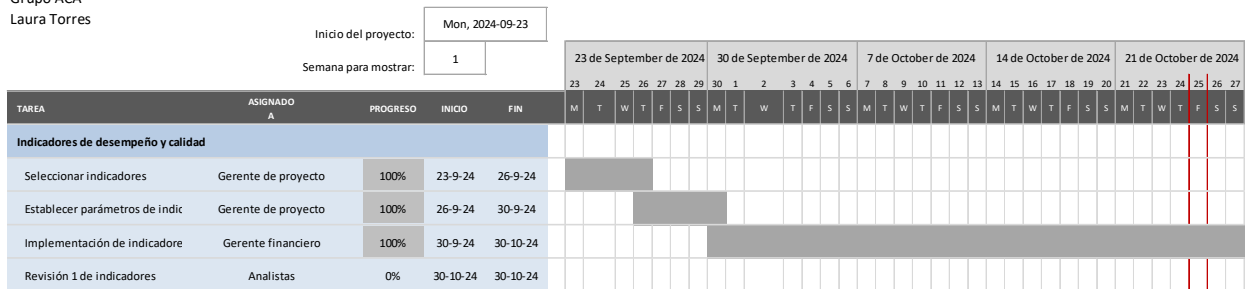 Grupo ACA
Laura Torres
Inicio del proyecto: Mon, 2024-09-23
Semana para mostrar: 1
23 de September de 2024 30 de September de 2024 7 de October de 2024 14 de October de 2024 21 de October de 2024
23 24 25 26 27 28 29 30 1 2 3 4 5 6 7 8 9 10 11 12 13 14 15 16 17 18 19 20 21 22 23 24 25 26 27
TAREA ASIGNADO A PROGRESO INICIO FIN M T W T F S S M T W T F S S M T W T F S S M T W T F S S M T W T F S S
Indicadores de desempeño y calidad
Seleccionar indicadores Gerente de proyecto 100% 23-9-24 26-9-24
Establecer parámetros de indic Gerente de proyecto 100% 26-9-24 30-9-24
Implementación de indicadore Gerente financiero 100% 30-9-24 30-10-24
Revisión 1 de indicadores Analistas 0% 30-10-24 30-10-24